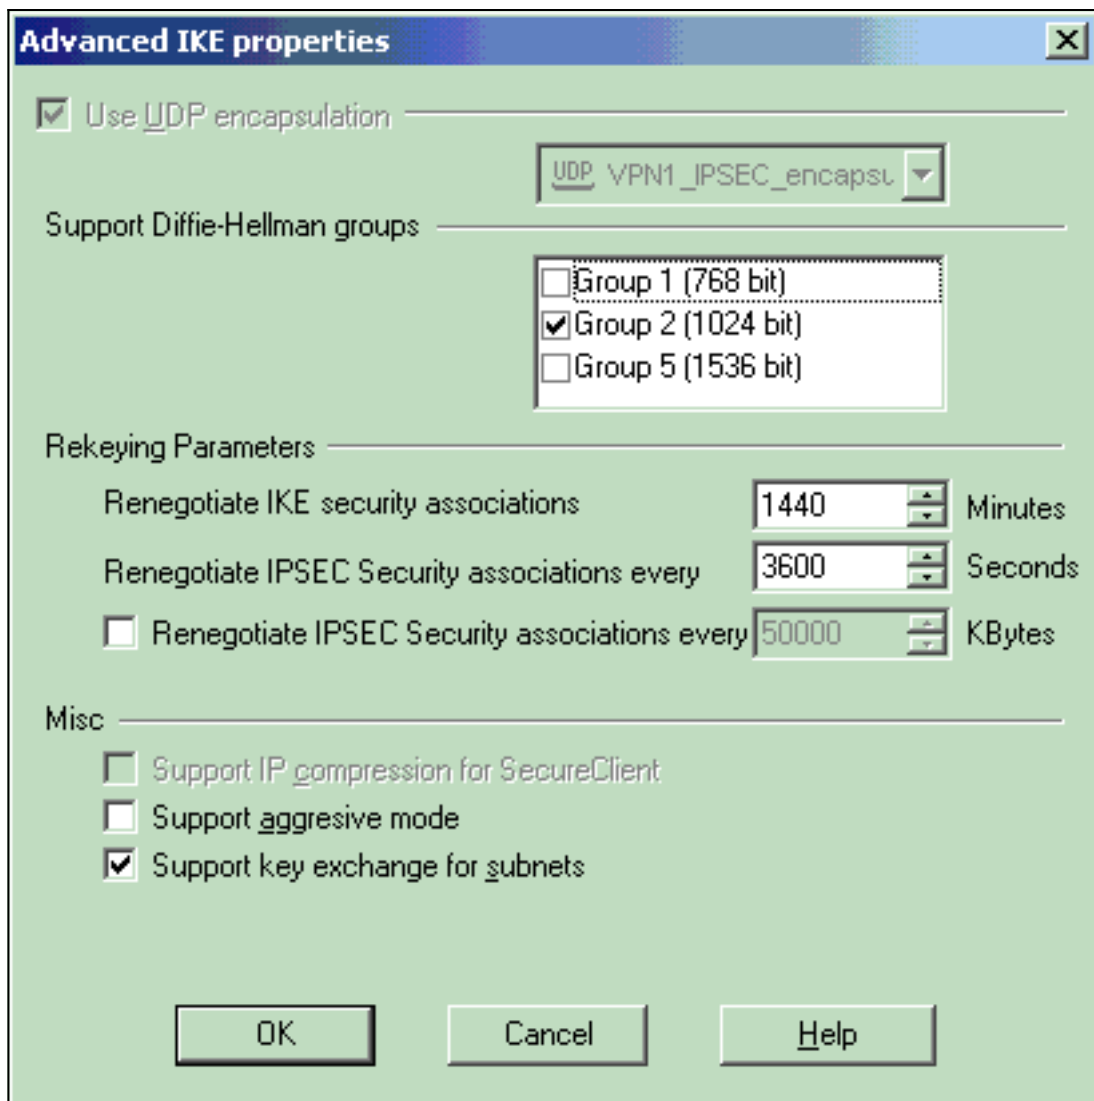 Advanced IKE properties
Use UDP encapsulation
UDP VPN1_IPSEC_encapsu
Support Diffie-Hellman groups
Group 1 (768 bit)
Group 2 (1024 bit)
Group 5 (1536 bit)
Rekeying Parameters
Renegotiate IKE security associations 1440 Minutes
Renegotiate IPSEC Security associations every 3600 Seconds
Renegotiate IPSEC Security associations every 50000 KBytes
Misc
Support IP compression for SecureClient
Support aggresive mode
Support key exchange for subnets
OK Cancel Help